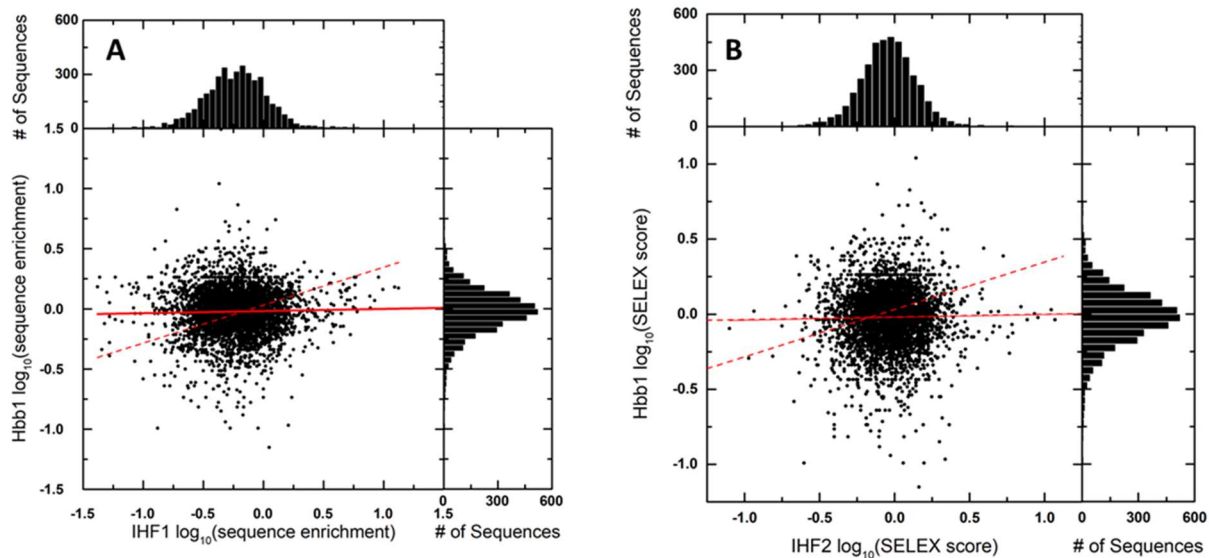 A
# of Sequences
600
300
0
1.5
1.0
0.5
0.0
-0.5
-1.0
-1.5
Hbb1 log10(sequence enrichment)
-1.5 -1.0 -0.5 0.0 0.5 1.0 1.5
0 300 600
IHF1 log10(sequence enrichment)
# of Sequences
B
# of Sequences
600
300
0
1.0
0.5
0.0
-0.5
-1.0
Hbb1 log10(SELEX score)
-1.0 -0.5 0.0 0.5 1.0
0 300 600
IHF2 log10(SELEX score)
# of Sequences